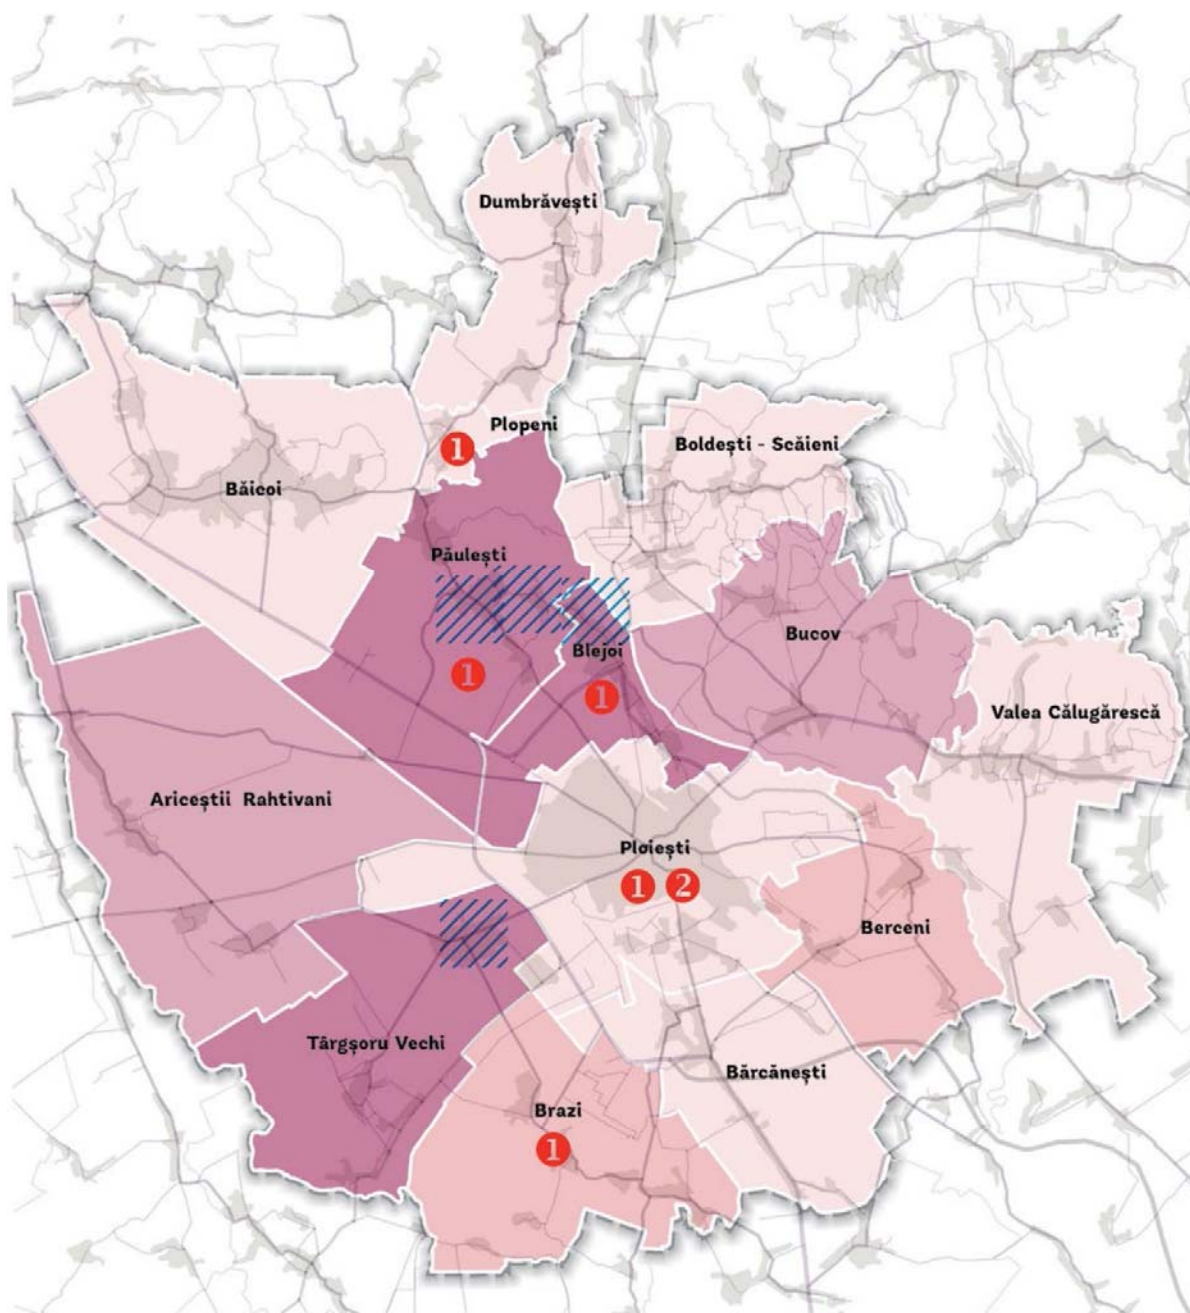 Dumbrăvești
Plopeni
1
Boldești - Scăieni
Băicoi
Păulești
Bucov
Blejoi
1
1
Valea Călugărescă
Ariceștii Rahtivani
Ploiești
1 2
Berceni
Târgșoru Vechi
Bărcănești
Brazi
1